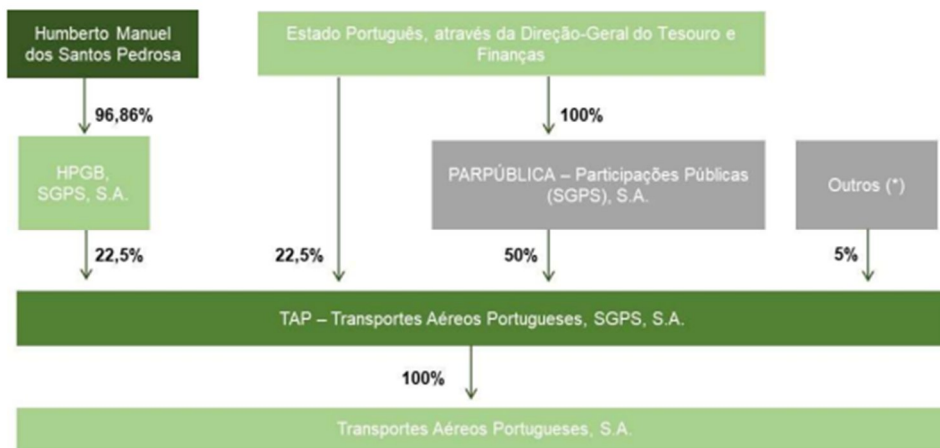 Humberto Manuel
dos Santos Pedrosa
Estado Português, através da Direção-Geral do Tesouro e
Finanças
96,86%
100%
HPGB,
SGPS, S.A.
PARPÚBLICA – Participações Públicas
(SGPS), S.A.
Outros (*)
22,5%
22,5%
50%
5%
TAP – Transportes Aéreos Portugueses, SGPS, S.A.
100%
Transportes Aéreos Portugueses, S.A.